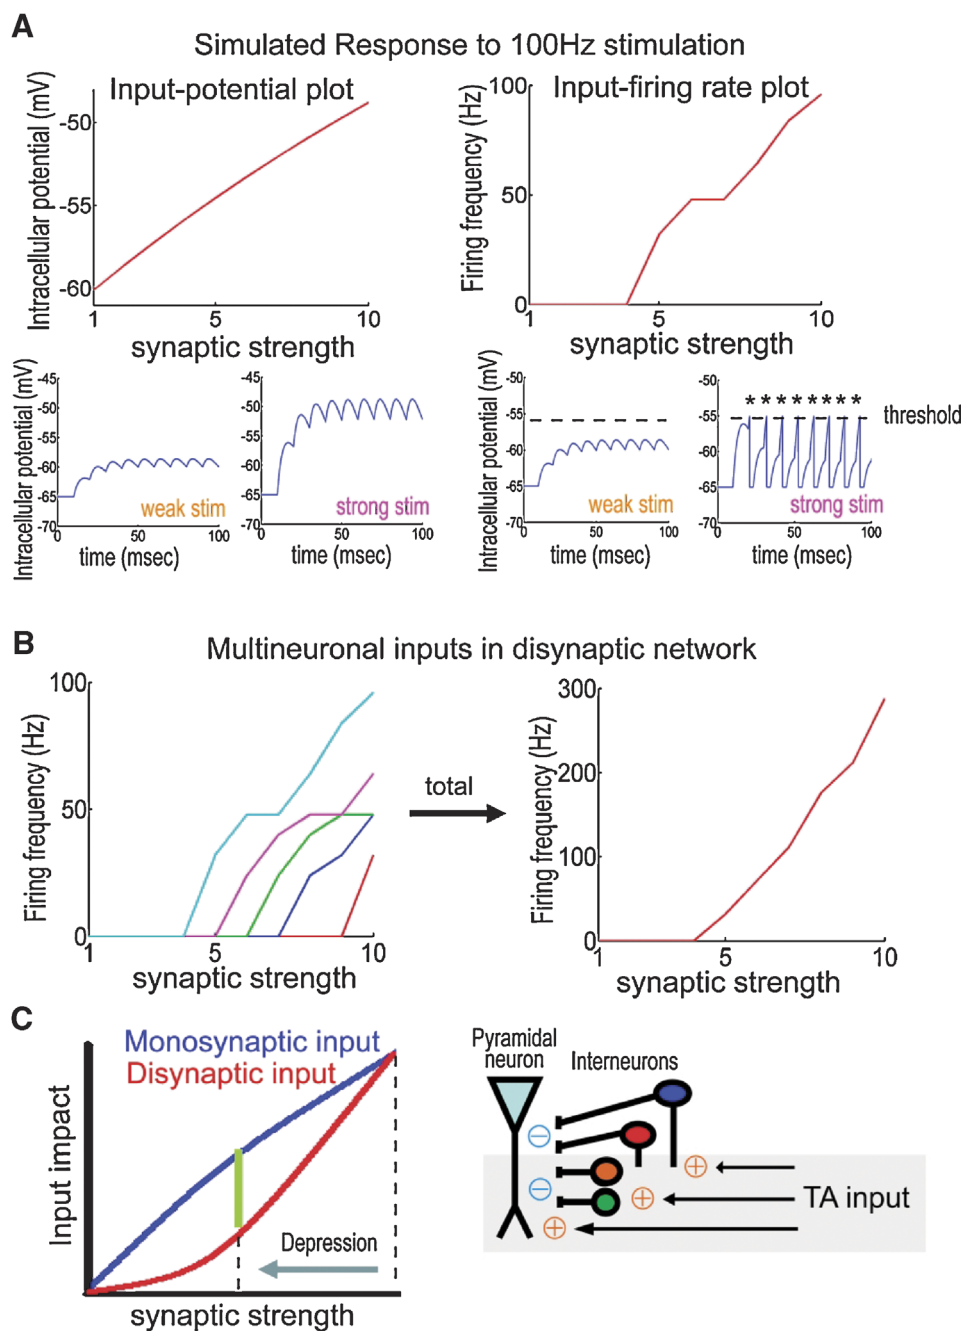 A
Simulated Response to 100Hz stimulation
Input-potential plot
Intracellular potential (mV)
-50
-55
-60
1
5
10
synaptic strength
Input-firing rate plot
Firing frequency (Hz)
100
50
0
1
5
10
synaptic strength
Intracellular potential (mV)
-45
-50
-55
-60
-65
-70
weak stim
0
50
100
time (msec)
-45
-50
-55
-60
-65
-70
strong stim
0
50
100
time (msec)
Intracellular potential (mV)
-50
-55
-60
-65
-70
weak stim
0
50
100
time (msec)
-50
-55
-60
-65
-70
* * * * * * * *
threshold
strong stim
0
50
100
time (msec)
B
Multineuronal inputs in disynaptic network
Firing frequency (Hz)
100
50
0
1
5
10
synaptic strength
total
Firing frequency (Hz)
300
200
100
0
1
5
10
synaptic strength
C
Monosynaptic input
Disynaptic input
Input impact
Depression
synaptic strength
Pyramidal
neuron
Interneurons
−
−
+
+
+
TA input